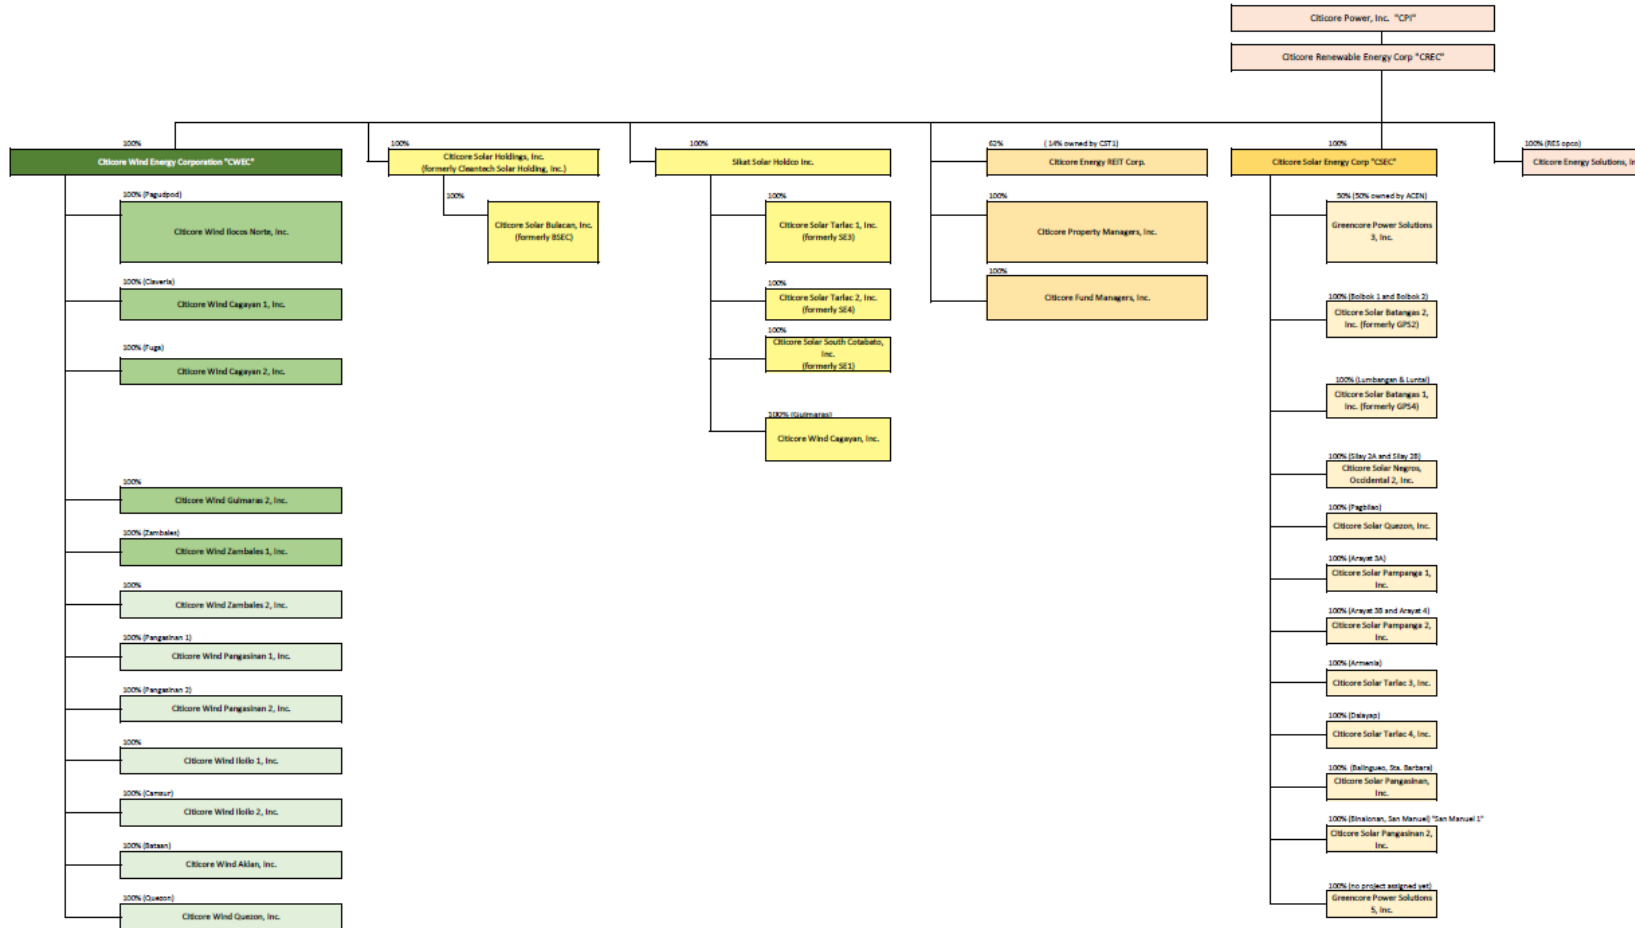 Citicore Power, Inc. "CPI"
Citicore Renewable Energy Corp "CREC"
100%
Citicore Wind Energy Corporation "CWEC"
100% (Pagudpod)
Citicore Wind Ilocos Norte, Inc.
100% (Claveria)
Citicore Wind Cagayan 1, Inc.
100% (Fuga)
Citicore Wind Cagayan 2, Inc.
100%
Citicore Wind Guimaras 2, Inc.
100% (Zambales)
Citicore Wind Zambales 1, Inc.
100%
Citicore Wind Zambales 2, Inc.
100% (Pangasinan 1)
Citicore Wind Pangasinan 1, Inc.
100% (Pangasinan 2)
Citicore Wind Pangasinan 2, Inc.
100%
Citicore Wind Iloilo 1, Inc.
100% (Camsur)
Citicore Wind Iloilo 2, Inc.
100% (Bataan)
Citicore Wind Aklan, Inc.
100% (Quezon)
Citicore Wind Quezon, Inc.
100%
Citicore Solar Holdings, Inc.
(formerly Cleantech Solar Holding, Inc.)
100%
Citicore Solar Bulacan, Inc.
(formerly BSEC)
100%
Sikat Solar Holdco Inc.
100%
Citicore Solar Tarlac 1, Inc.
(formerly SE3)
100%
Citicore Solar Tarlac 2, Inc.
(formerly SE4)
100%
Citicore Solar South Cotabato,
Inc.
(formerly SE1)
100% (Guimaras)
Citicore Wind Cagayan, Inc.
62% ( 14% owned by CST1)
Citicore Energy REIT Corp.
100%
Citicore Property Managers, Inc.
100%
Citicore Fund Managers, Inc.
100%
Citicore Solar Energy Corp "CSEC"
50% (50% owned by ACEN)
Greencore Power Solutions
3, Inc.
100% (Bolbok 1 and Bolbok 2)
Citicore Solar Batangas 2,
Inc. (formerly GPS2)
100% (Lumbangan & Luntal)
Citicore Solar Batangas 1,
Inc. (formerly GPS4)
100% (Silay 2A and Silay 2B)
Citicore Solar Negros,
Occidental 2, Inc.
100% (Pagbilao)
Citicore Solar Quezon, Inc.
100% (Arayat 3A)
Citicore Solar Pampanga 1,
Inc.
100% (Arayat 3B and Arayat 4)
Citicore Solar Pampanga 2,
Inc.
100% (Armenia)
Citicore Solar Tarlac 3, Inc.
100% (Dalayap)
Citicore Solar Tarlac 4, Inc.
100% (Balingueo, Sta. Barbara)
Citicore Solar Pangasinan,
Inc.
100% (Binalonan, San Manuel) "San Manuel 1"
Citicore Solar Pangasinan 2,
Inc.
100% (no project assigned yet)
Greencore Power Solutions
5, Inc.
100% (RES opco)
Citicore Energy Solutions, In